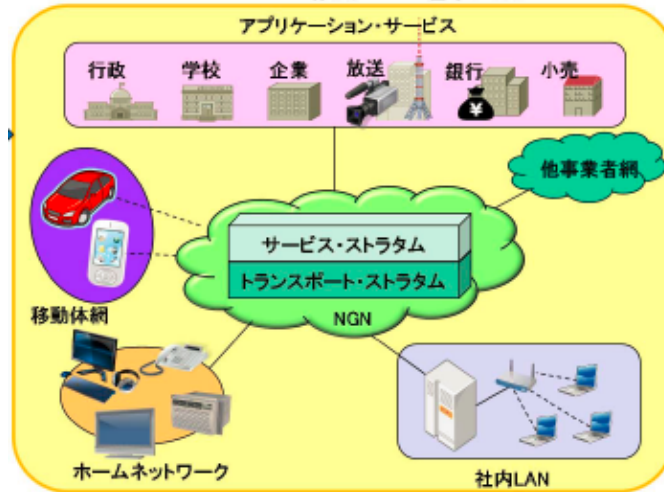 アプリケーション・サービス
行政 学校 企業 放送 銀行 小売
¥
他事業者網
サービス・ストラタム
トランスポート・ストラタム
NGN
移動体網
ホームネットワーク
社内LAN